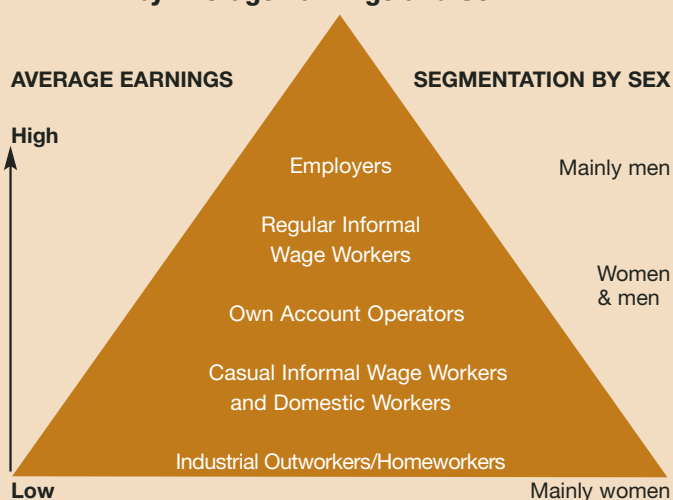 AVERAGE EARNINGS
SEGMENTATION BY SEX
High
Employers
Mainly men
Regular Informal
Wage Workers
Women
& men
Own Account Operators
Casual Informal Wage Workers
and Domestic Workers
Industrial Outworkers/Homeworkers
Low
Mainly women